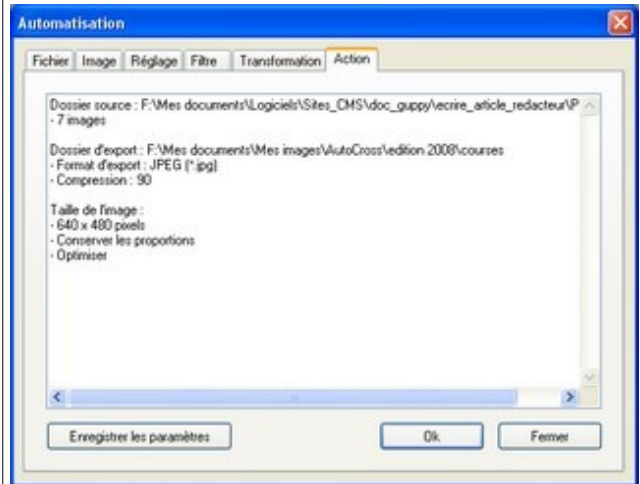 Automatisation
Fichier Image Réglage Filtre Transformation Action
Dossier source : F:\Mes documents\Logiciels\Sites_CMS\doc_guppy\ecrire_article_redacteur\P
- 7 images
Dossier d'export : F:\Mes documents\Mes images\AutoCross\edition 2008\courses
- Format d'export : JPEG (*.jpg)
- Compression : 90
Taille de l'image :
- 640 x 480 pixels
- Conserver les proportions
- Optimiser
Enregistrer les paramètres Ok Fermer